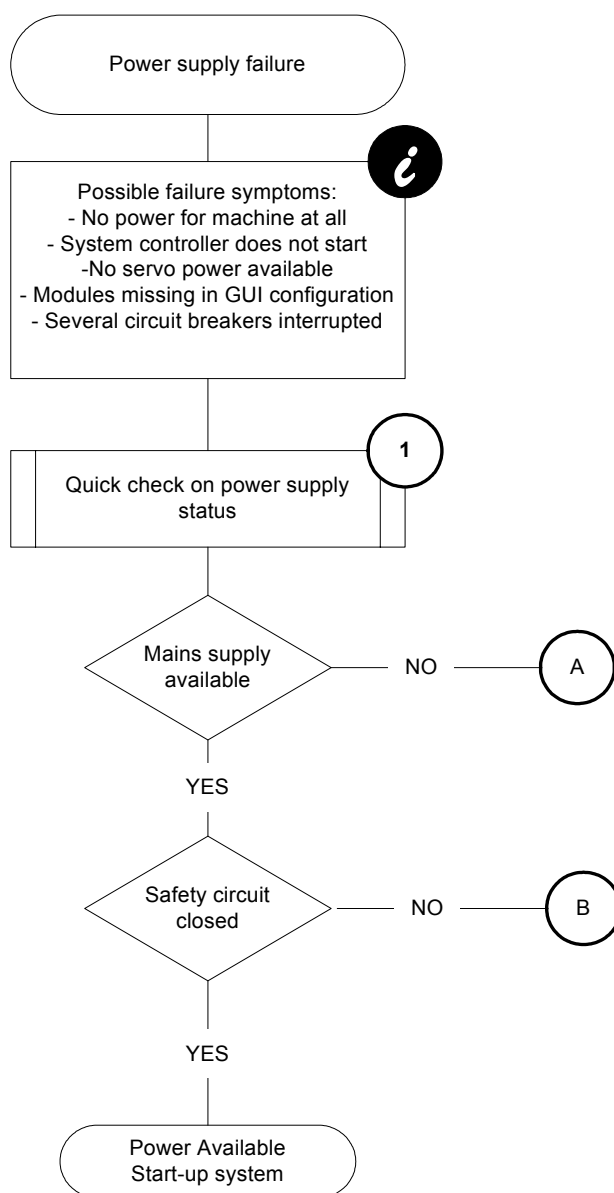 Power supply failure
i
Possible failure symptoms:
- No power for machine at all
- System controller does not start
-No servo power available
- Modules missing in GUI configuration
- Several circuit breakers interrupted
1
Quick check on power supply
status
Mains supply
available
NO
A
YES
Safety circuit
closed
NO
B
YES
Power Available
Start-up system